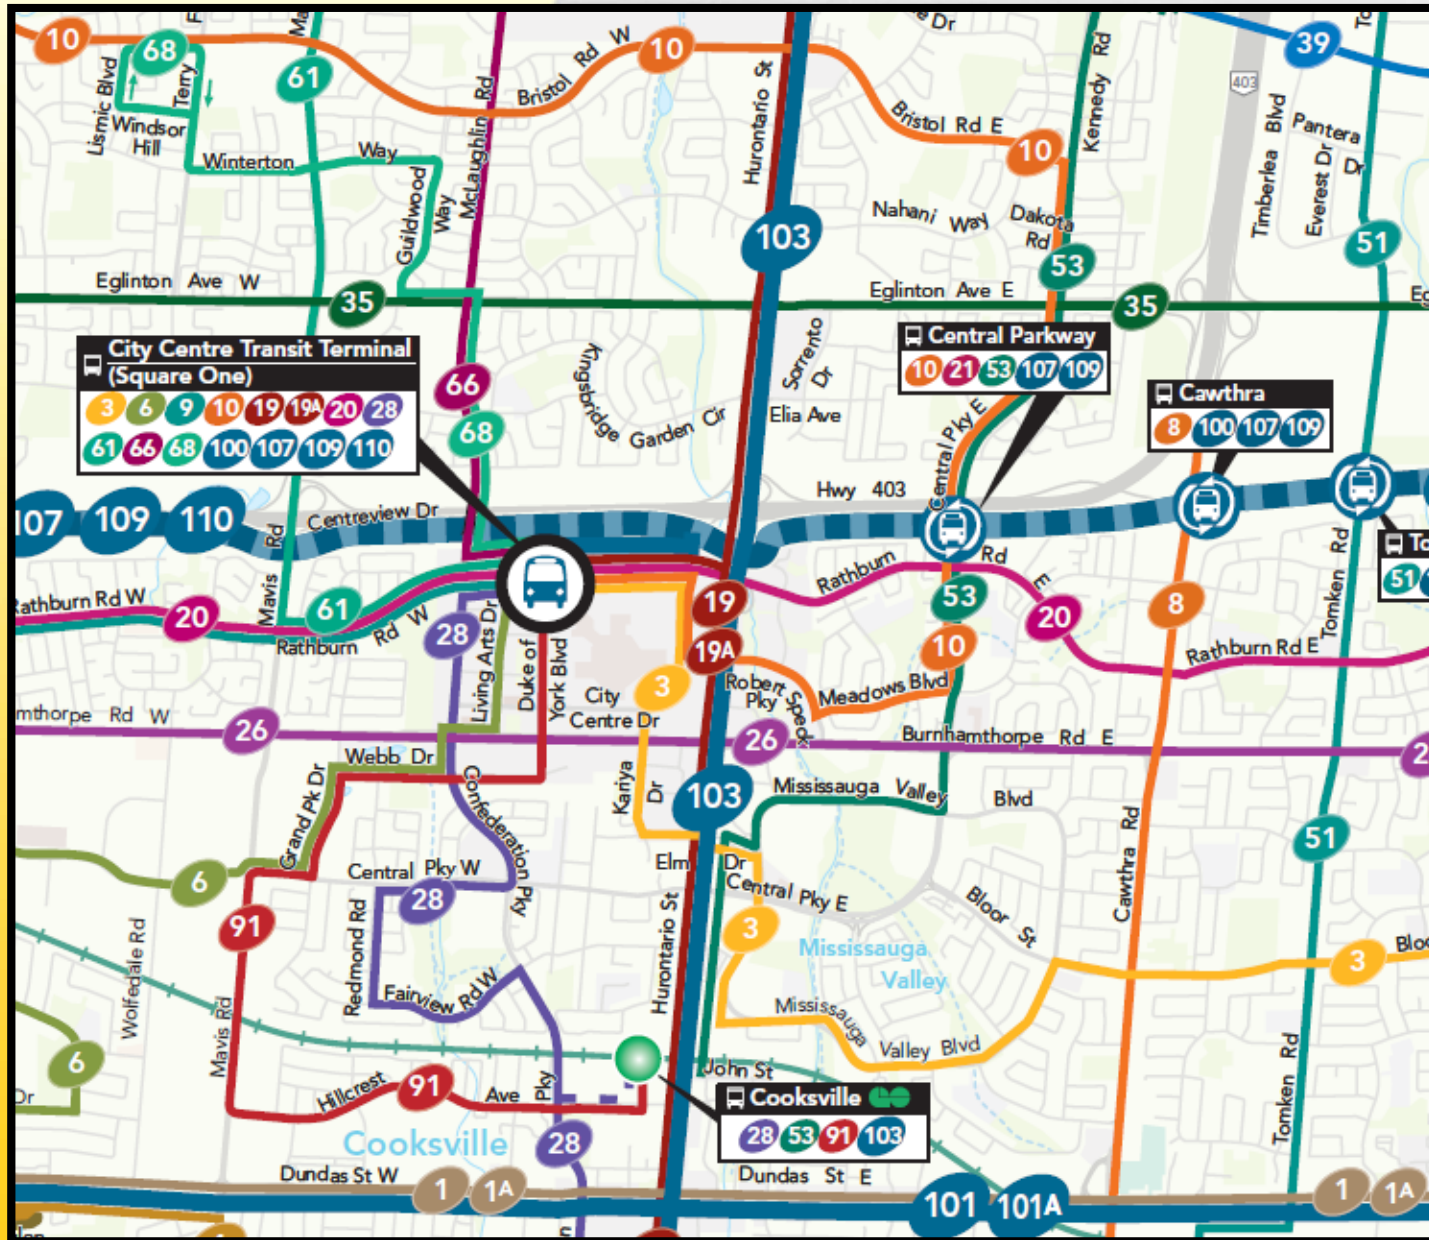 10
68
Terry
Lismic Blvd
Windsor
Hill
61
Winterton
Way
Guildwood
Way
McLaughlin Rd
Bristol Rd W
10
Hurontario St
103
Dr
Bristol Rd E
10
Kennedy Rd
39
403
Timberlea Blvd
Pantera
Dr
Everest Dr
51
Nahani Way
Dakota
Rd
53
Eglinton Ave W
35
Eglinton Ave E
35
City Centre Transit Terminal
(Square One)
3 6 9 10 19 19A 20 28
61 66 68 100 107 109 110
66
68
Kingsbridge Garden Cir
Sorrento
Dr
Elia Ave
Central Parkway
10 21 53 107 109
Cawthra
8 100 107 109
Central Pky E
Hwy 403
107 109 110
Centreview Dr
Mavis Rd
Rathburn Rd W
20
61
Rathburn Rd W
28
Living Arts Dr
Duke of
York Blvd
19
19A
3
City
Centre Dr
Robert Speck
Pky
Meadows Blvd
Rathburn Rd E
53
10
20
8
Rathburn Rd E
Tomken Rd
51
26
Webb Dr
26
Burnhamthorpe Rd E
Kariya
Dr
103
Mississauga Valley Blvd
Confederation Pky
Grand Pk Dr
6
91
Central Pky W
28
Elm Dr
Central Pky E
Bloor St
Cawthra Rd
51
3
Mississauga
Valley
3
Wolfedale Rd
Mavis Rd
Redmond Rd
Fairview Rd W
Hurontario St
Mississauga
Valley Blvd
6
Dr
Hillcrest Ave
91
Pky
John St
Cooksville GO
28 53 91 103
Tomken Rd
Cooksville
28
Dundas St W
1 1A
Dundas St E
101 101A
1 1A